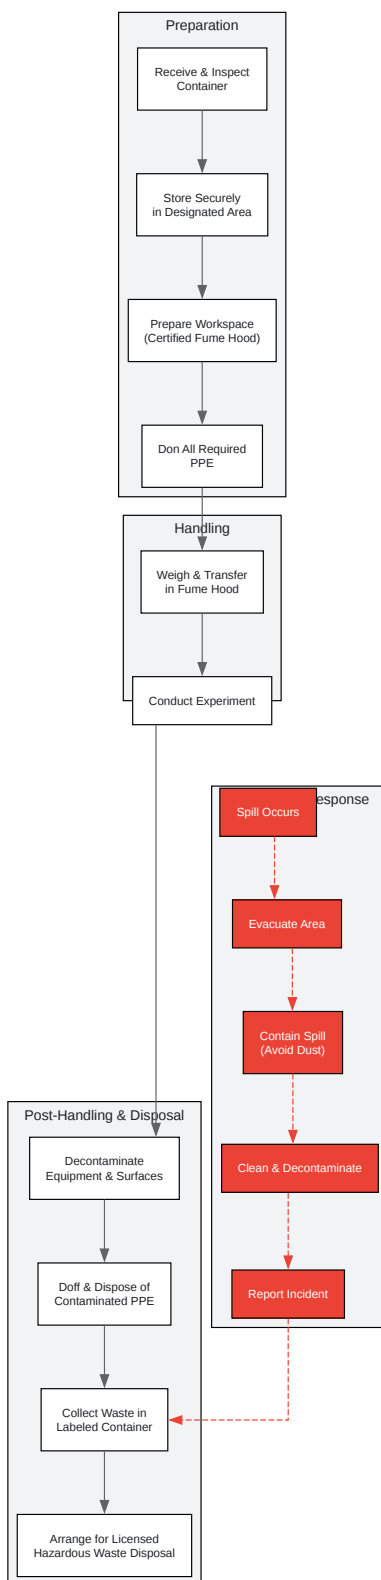 Preparation
Receive & Inspect
Container
Store Securely
in Designated Area
Prepare Workspace
(Certified Fume Hood)
Don All Required
PPE
Handling
Weigh & Transfer
in Fume Hood
Conduct Experiment
Spill Occurs
Evacuate Area
Contain Spill
(Avoid Dust)
Clean & Decontaminate
Report Incident
Post-Handling & Disposal
Decontaminate
Equipment & Surfaces
Doff & Dispose of
Contaminated PPE
Collect Waste in
Labeled Container
Arrange for Licensed
Hazardous Waste Disposal